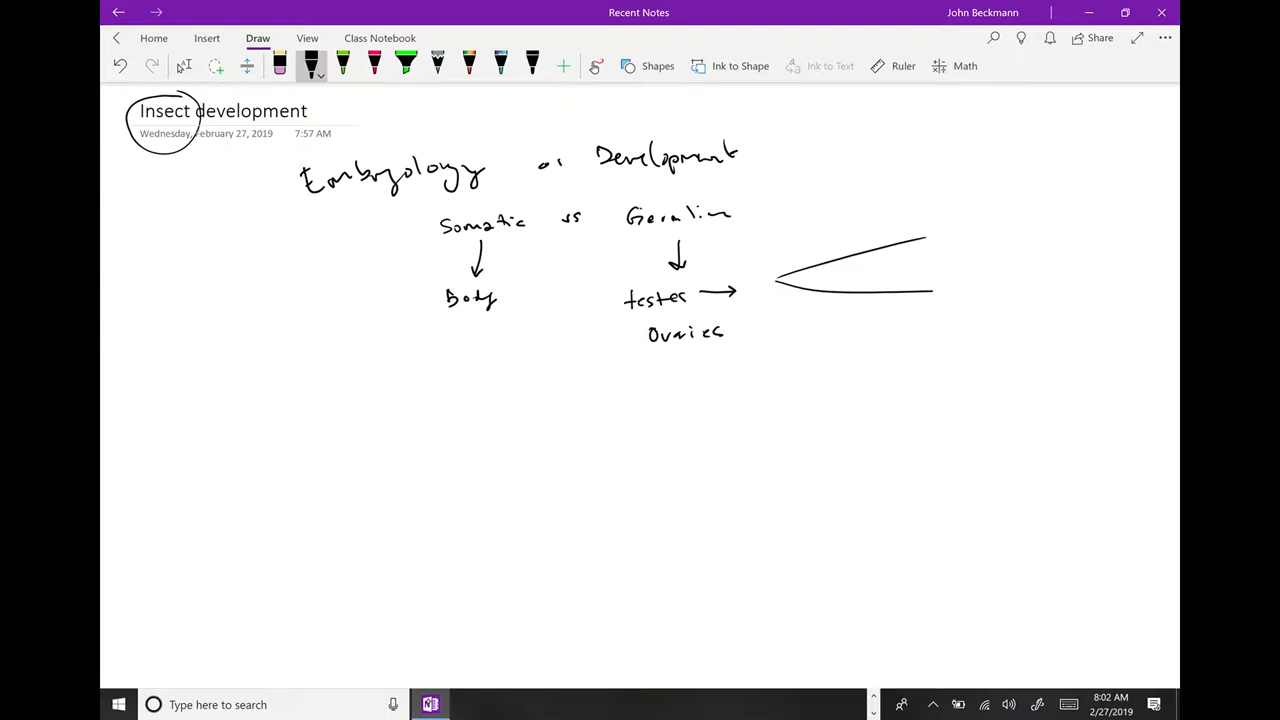 Recent Notes
John Beckmann
Home Insert Draw View Class Notebook
Share
Shapes Ink to Shape Ink to Text Ruler Math
Insect development
Wednesday, February 27, 2019 7:57 AM
Embryology or Development
Somatic vs Germline
Body testes
Ovaries
Type here to search
8:02 AM
2/27/2019